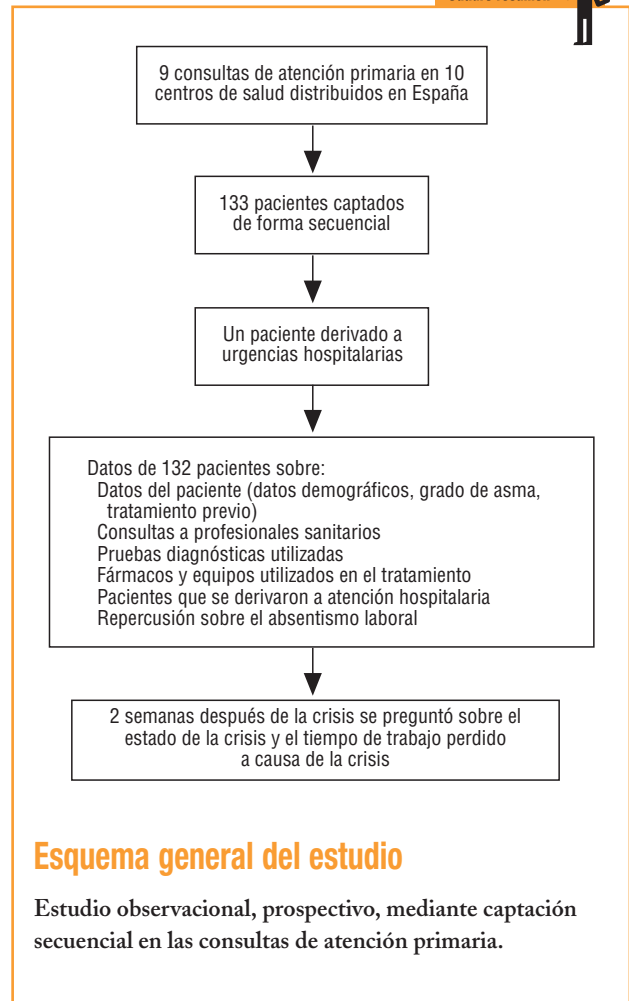 9 consultas de atención primaria en 10
centros de salud distribuidos en España
133 pacientes captados
de forma secuencial
Un paciente derivado a
urgencias hospitalarias
Datos de 132 pacientes sobre:
Datos del paciente (datos demográficos, grado de asma,
tratamiento previo)
Consultas a profesionales sanitarios
Pruebas diagnósticas utilizadas
Fármacos y equipos utilizados en el tratamiento
Pacientes que se derivaron a atención hospitalaria
Repercusión sobre el absentismo laboral
2 semanas después de la crisis se preguntó sobre el
estado de la crisis y el tiempo de trabajo perdido
a causa de la crisis
Esquema general del estudio
Estudio observacional, prospectivo, mediante captación
secuencial en las consultas de atención primaria.